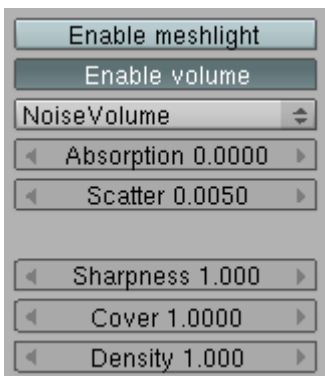 Enable meshlight
Enable volume
NoiseVolume
Absorption 0.0000
Scatter 0.0050
Sharpness 1.000
Cover 1.0000
Density 1.000